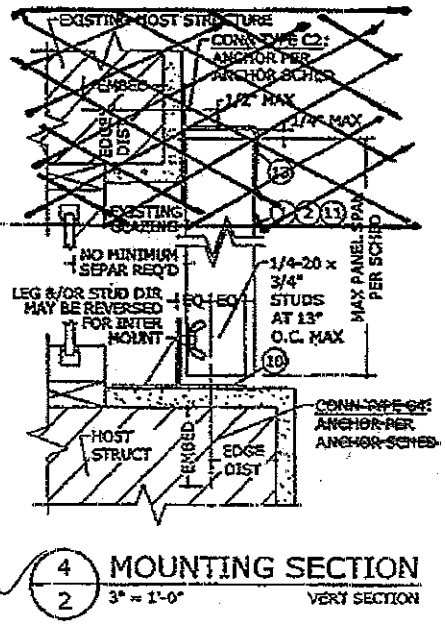 EXISTING HOST STRUCTURE
CONN TYPE C2:
ANCHOR PER
ANCHOR SCHED
EMBED
1/2" MAX
1/4" MAX
EDGE
DIST
13
EXISTING
GLAZING
1 2 11
MAX PANEL SPAN
PER SCHED
NO MINIMUM
SEPAR REQ'D
1/4-20 x
3/4"
STUDS
AT 13"
O.C. MAX
LEG &/OR STUD DIR
MAY BE REVERSED
FOR INTER
MOUNT
EQ EQ
10
HOST
STRUCT
EMBED
EDGE
DIST
CONN TYPE
ANCHOR PER
ANCHOR SCHED
4
2
MOUNTING SECTION
3" = 1'-0"
VERT SECTION